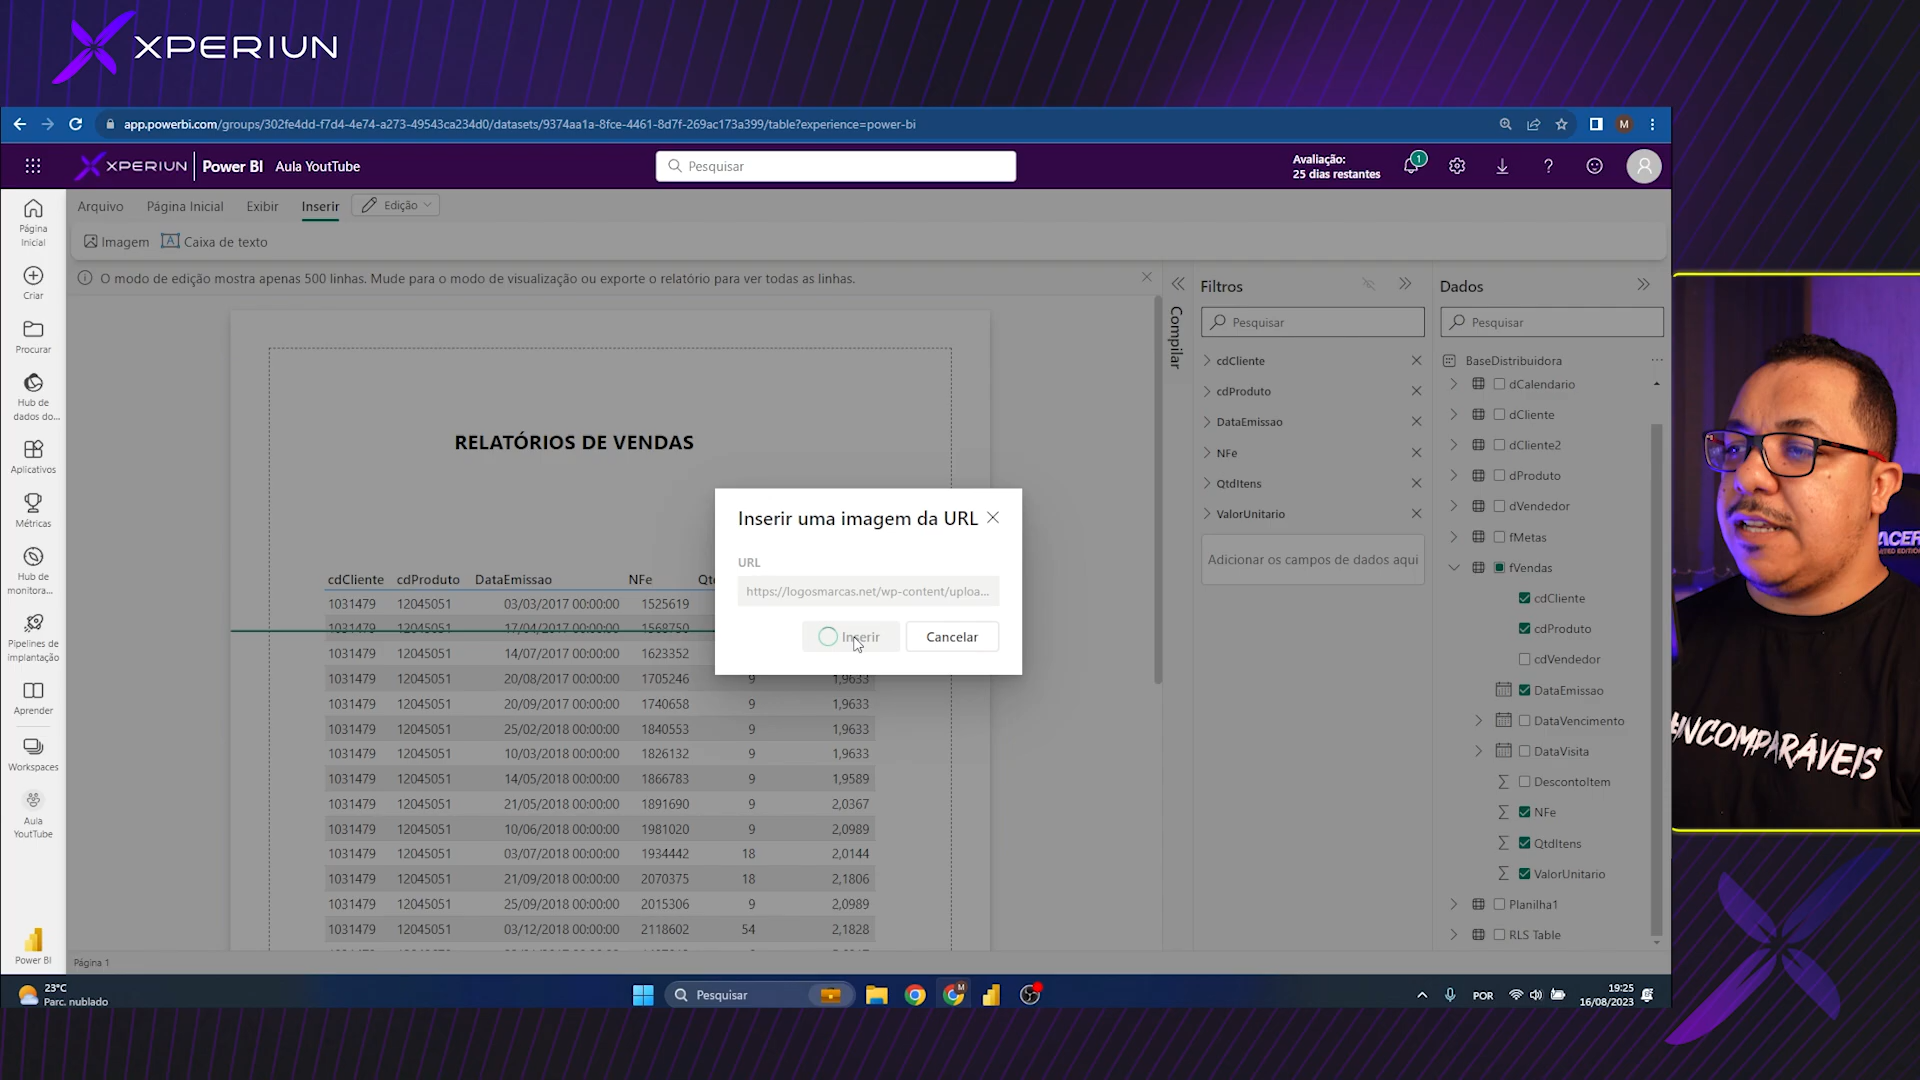 XPERIUN
app.powerbi.com/groups/302fe4dd-f7d4-4e74-a273-49543ca234d0/datasets/9374aa1a-8fce-4461-8d7f-269ac173a399/table?experience=power-bi
M
XPERIUN
Power BI
Aula YouTube
Pesquisar
Avaliação:
25 dias restantes
1
Arquivo
Página Inicial
Exibir
Inserir
Edição
Imagem
Caixa de texto
O modo de edição mostra apenas 500 linhas. Mude para o modo de visualização ou exporte o relatório para ver todas as linhas.
Página
Inicial
Criar
Procurar
Hub de
dados do...
Aplicativos
Métricas
Hub de
monitora...
Pipelines de
implantação
Aprender
Workspaces
Aula
YouTube
Power BI
RELATÓRIOS DE VENDAS
cdCliente cdProduto DataEmissao NFe Qt
1031479 12045051 03/03/2017 00:00:00 1525619
1031479 12045051 17/04/2017 00:00:00 1568750
1031479 12045051 14/07/2017 00:00:00 1623352
1031479 12045051 20/08/2017 00:00:00 1705246 9 1,9633
1031479 12045051 20/09/2017 00:00:00 1740658 9 1,9633
1031479 12045051 25/02/2018 00:00:00 1840553 9 1,9633
1031479 12045051 10/03/2018 00:00:00 1826132 9 1,9633
1031479 12045051 14/05/2018 00:00:00 1866783 9 1,9589
1031479 12045051 21/05/2018 00:00:00 1891690 9 2,0367
1031479 12045051 10/06/2018 00:00:00 1981020 9 2,0989
1031479 12045051 03/07/2018 00:00:00 1934442 18 2,0144
1031479 12045051 21/09/2018 00:00:00 2070375 18 2,1806
1031479 12045051 25/09/2018 00:00:00 2015306 9 2,0989
1031479 12045051 03/12/2018 00:00:00 2118602 54 2,1828
Página 1
Inserir uma imagem da URL
URL
https://logosmarcas.net/wp-content/uploa...
Inserir
Cancelar
Compilar
Filtros
Pesquisar
cdCliente
cdProduto
DataEmissao
NFe
QtdItens
ValorUnitario
Adicionar os campos de dados aqui
Dados
Pesquisar
BaseDistribuidora
dCalendario
dCliente
dCliente2
dProduto
dVendedor
fMetas
fVendas
cdCliente
cdProduto
cdVendedor
DataEmissao
DataVencimento
DataVisita
DescontoItem
NFe
QtdItens
ValorUnitario
Planilha1
RLS Table
ACER
#INCOMPARÁVEIS
23°C
Parc. nublado
Pesquisar
M
POR
19:25
16/08/2023